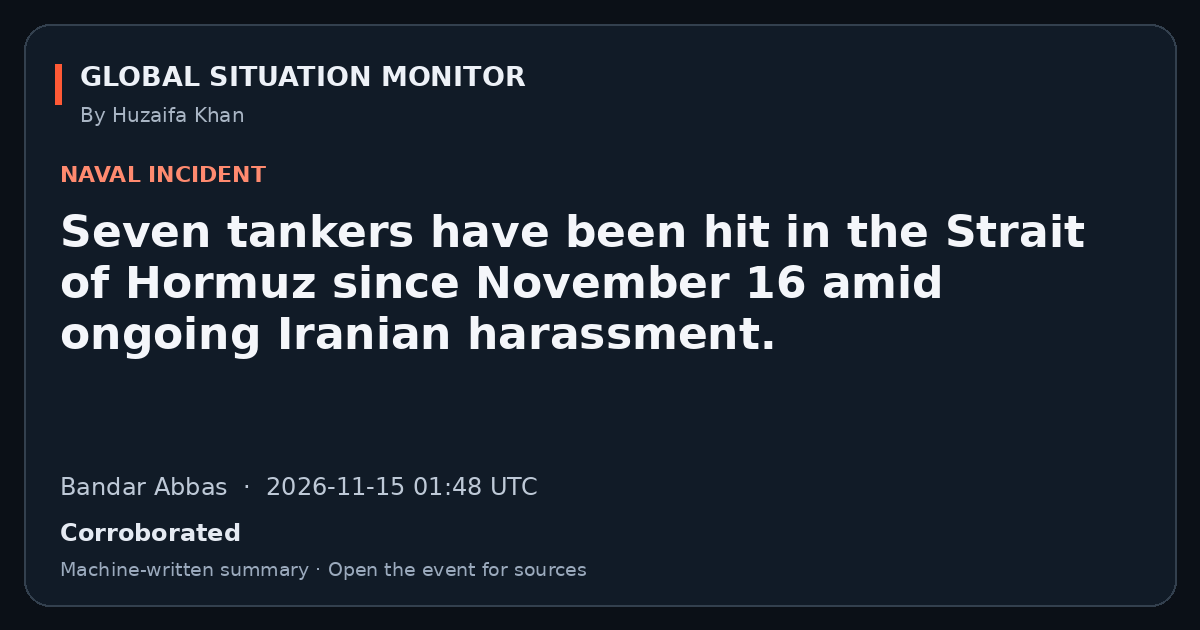 GLOBAL SITUATION MONITOR
By Huzaifa Khan
NAVAL INCIDENT
Seven tankers have been hit in the Strait
of Hormuz since November 16 amid
ongoing Iranian harassment.
Bandar Abbas · 2026-11-15 01:48 UTC
Corroborated
Machine-written summary · Open the event for sources